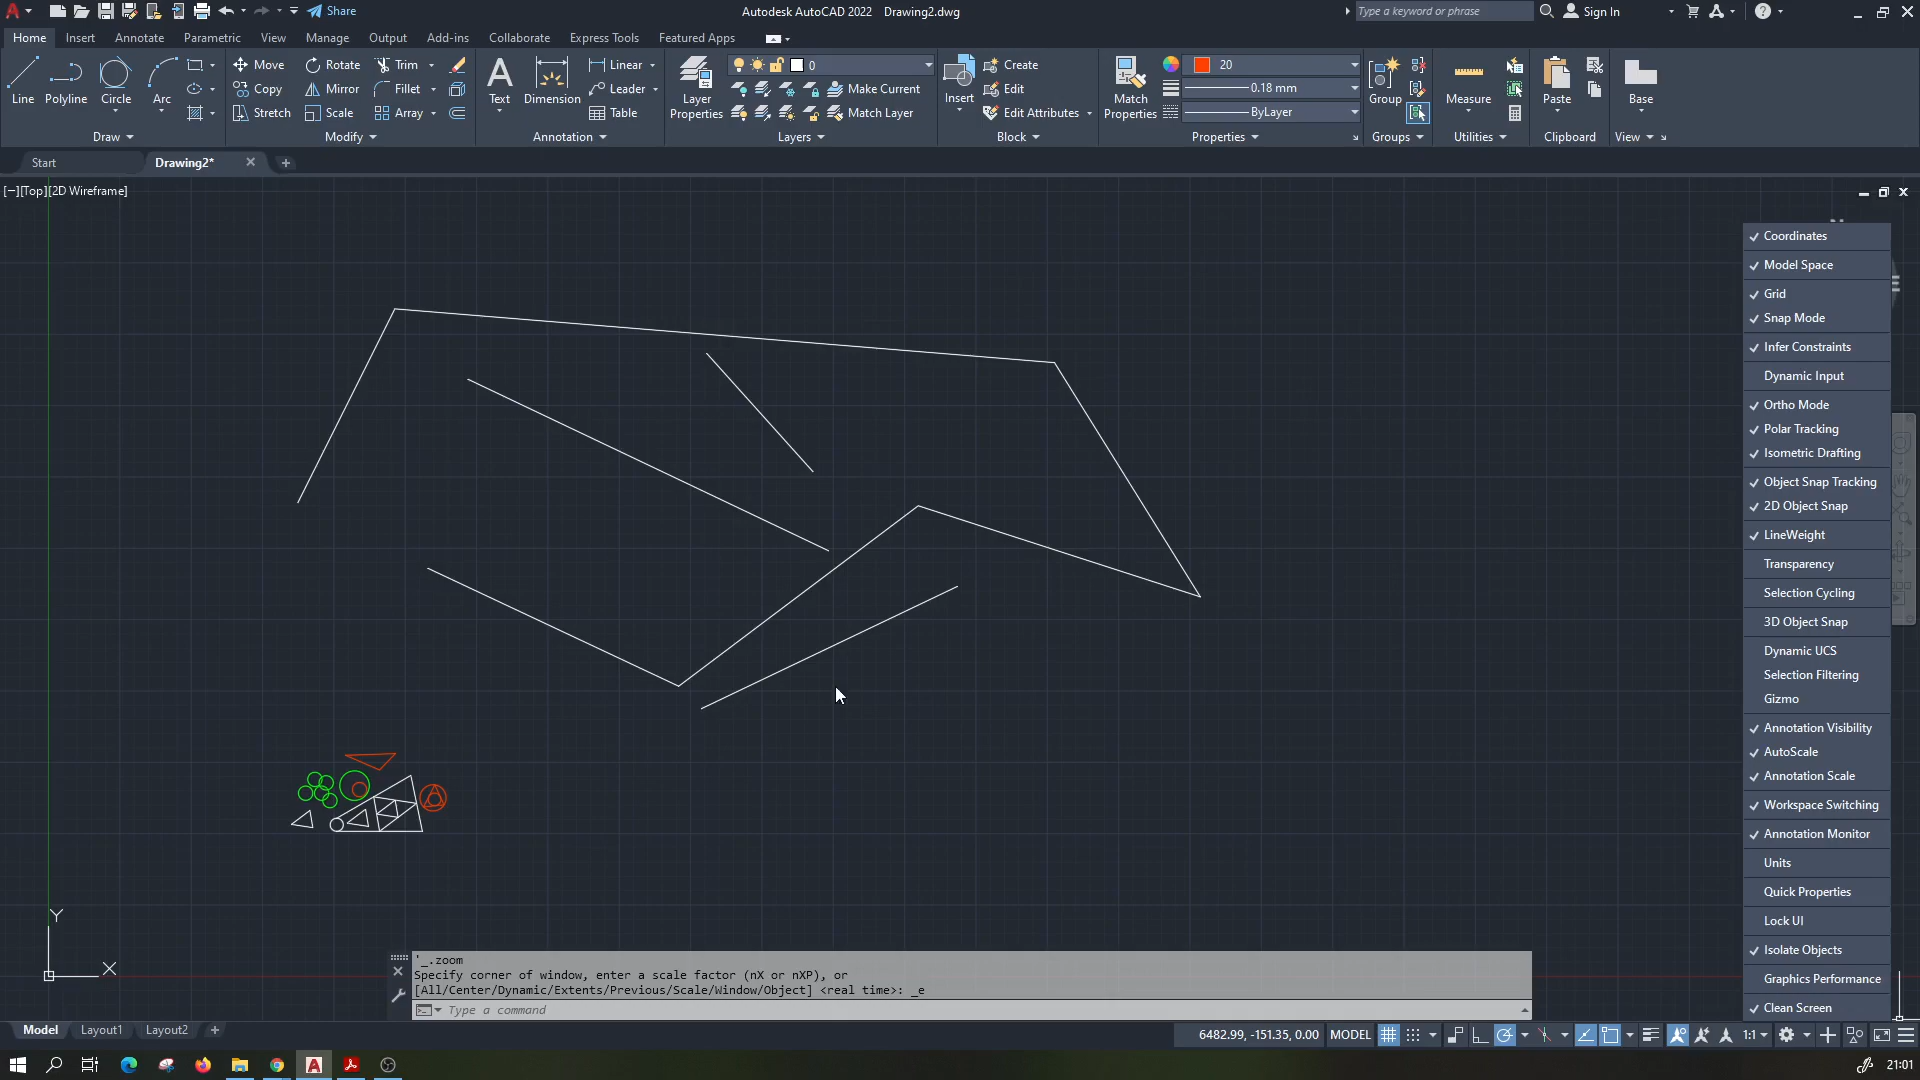 Share
Autodesk AutoCAD 2022 Drawing2.dwg
Type a keyword or phrase
Sign In
Home Insert Annotate Parametric View Manage Output Add-ins Collaborate Express Tools Featured Apps
Line Polyline Circle Arc
Draw
Move Rotate Trim
Copy Mirror Fillet
Stretch Scale Array
Modify
Text Dimension
Linear
Leader
Table
Annotation
Layer
Properties
0
Make Current
Match Layer
Layers
Insert
Create
Edit
Edit Attributes
Block
Match
Properties
20
0.18 mm
ByLayer
Properties
Group
Groups
Measure
Utilities
Paste
Clipboard
Base
View
Start Drawing2*
[−][Top][2D Wireframe]
Coordinates
Model Space
Grid
Snap Mode
Infer Constraints
Dynamic Input
Ortho Mode
Polar Tracking
Isometric Drafting
Object Snap Tracking
2D Object Snap
LineWeight
Transparency
Selection Cycling
3D Object Snap
Dynamic UCS
Selection Filtering
Gizmo
Annotation Visibility
AutoScale
Annotation Scale
Workspace Switching
Annotation Monitor
Units
Quick Properties
Lock UI
Isolate Objects
Graphics Performance
Clean Screen
Y
X
'_.zoom
Specify corner of window, enter a scale factor (nX or nXP), or
[All/Center/Dynamic/Extents/Previous/Scale/Window/Object] <real time>: _e
Type a command
Model Layout1 Layout2
6482.99, -151.35, 0.00 MODEL
1:1
21:01